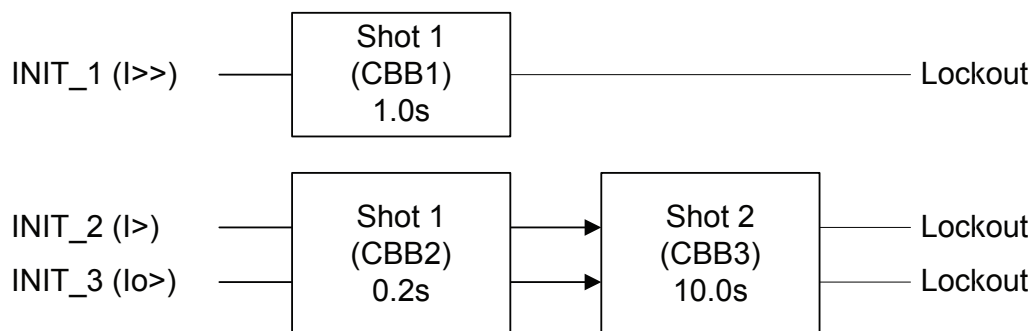 INIT_1 (I>>)
Shot 1
(CBB1)
1.0s
Lockout
INIT_2 (I>)
INIT_3 (Io>)
Shot 1
(CBB2)
0.2s
Shot 2
(CBB3)
10.0s
Lockout
Lockout